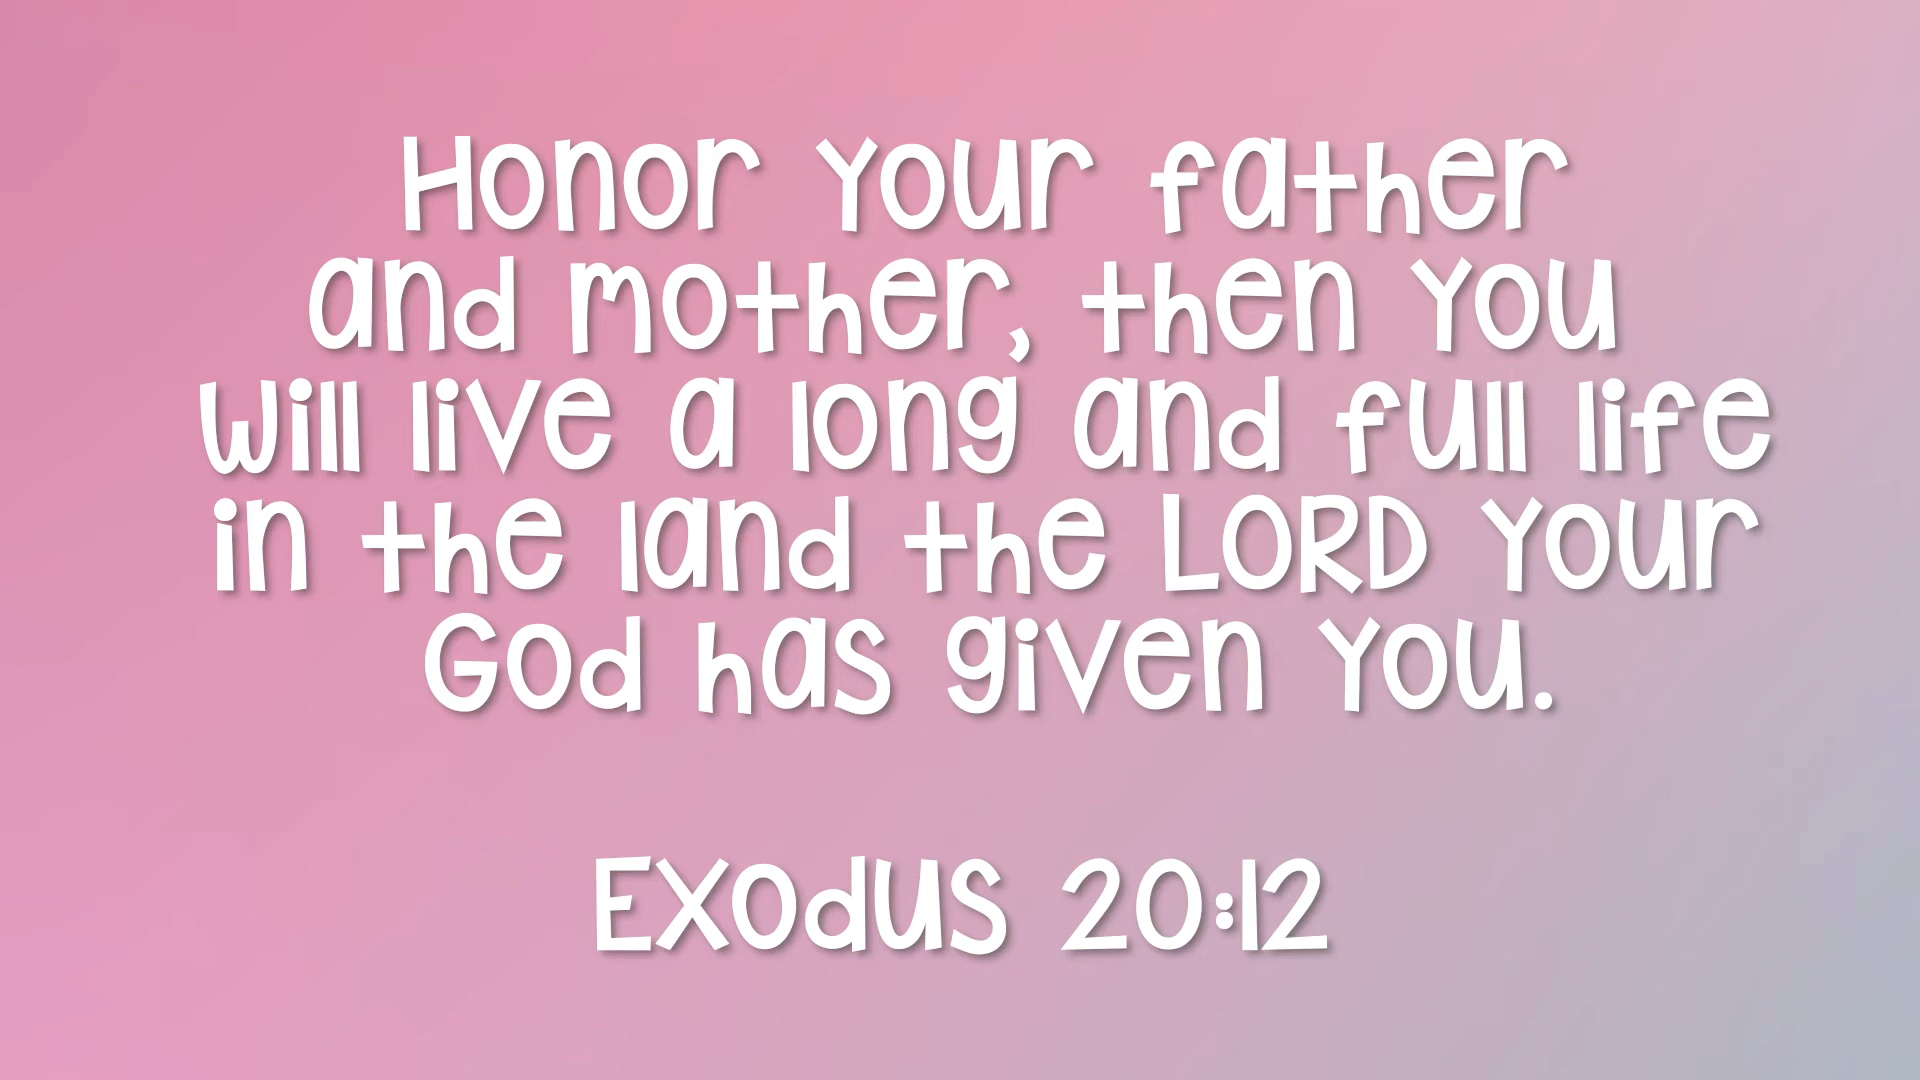 Honor your father
and mother, then you
will live a long and full life
in the land the LORD your
God has given you.
Exodus 20:12